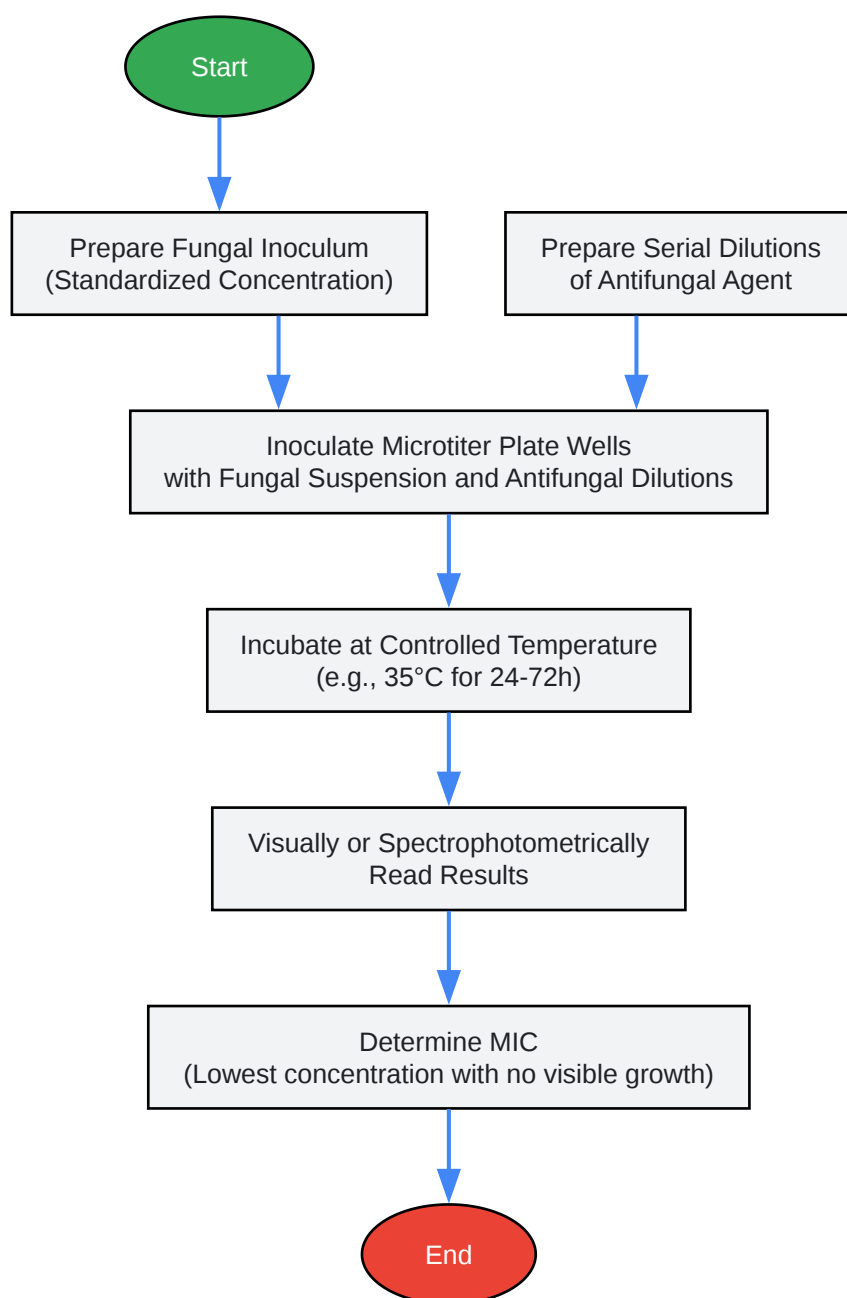 Start
Prepare Fungal Inoculum
(Standardized Concentration)
Prepare Serial Dilutions
of Antifungal Agent
Inoculate Microtiter Plate Wells
with Fungal Suspension and Antifungal Dilutions
Incubate at Controlled Temperature
(e.g., 35°C for 24-72h)
Visually or Spectrophotometrically
Read Results
Determine MIC
(Lowest concentration with no visible growth)
End